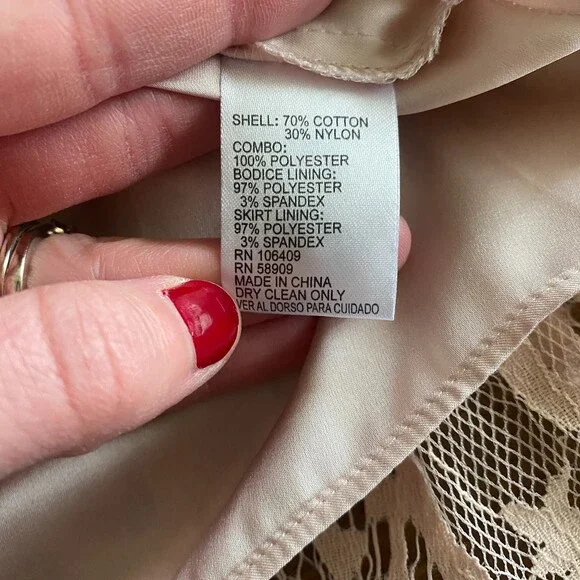 SHELL: 70% COTTON
30% NYLON
COMBO:
100% POLYESTER
BODICE LINING:
97% POLYESTER
3% SPANDEX
SKIRT LINING:
97% POLYESTER
3% SPANDEX
RN 106409
RN 58909
MADE IN CHINA
DRY CLEAN ONLY
VER AL DORSO PARA CUIDADO